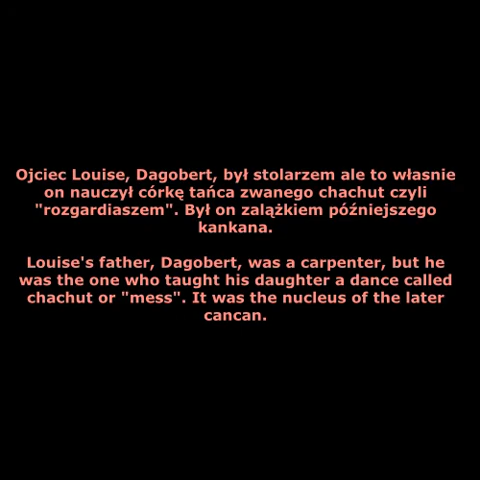 Ojciec Louise, Dagobert, był stolarzem ale to własnie
on nauczył córkę tańca zwanego chachut czyli
"rozgardiaszem". Był on zalążkiem późniejszego
kankana.
Louise's father, Dagobert, was a carpenter, but he
was the one who taught his daughter a dance called
chachut or "mess". It was the nucleus of the later
cancan.